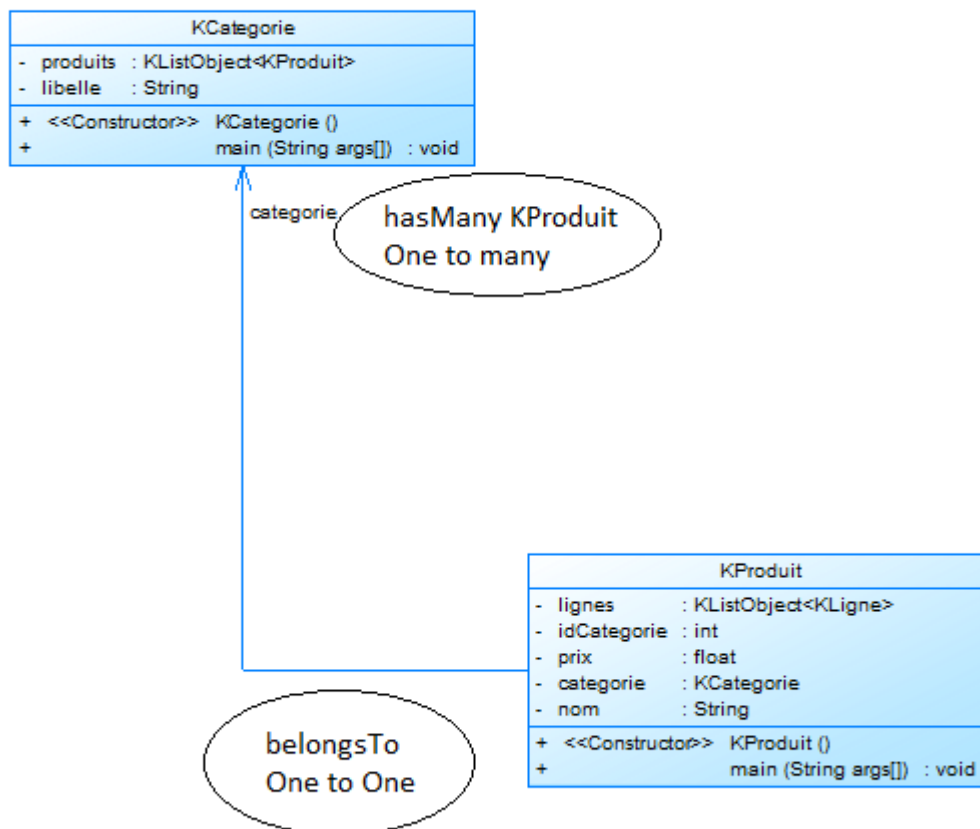 KCategorie
- produits : KListObject<KProduit>
- libelle : String
+ <<Constructor>> KCategorie ()
+ main (String args[]) : void
categorie
hasMany KProduit
One to many
KProduit
- lignes : KListObject<KLigne>
- idCategorie : int
- prix : float
- categorie : KCategorie
- nom : String
+ <<Constructor>> KProduit ()
+ main (String args[]) : void
belongsTo
One to One